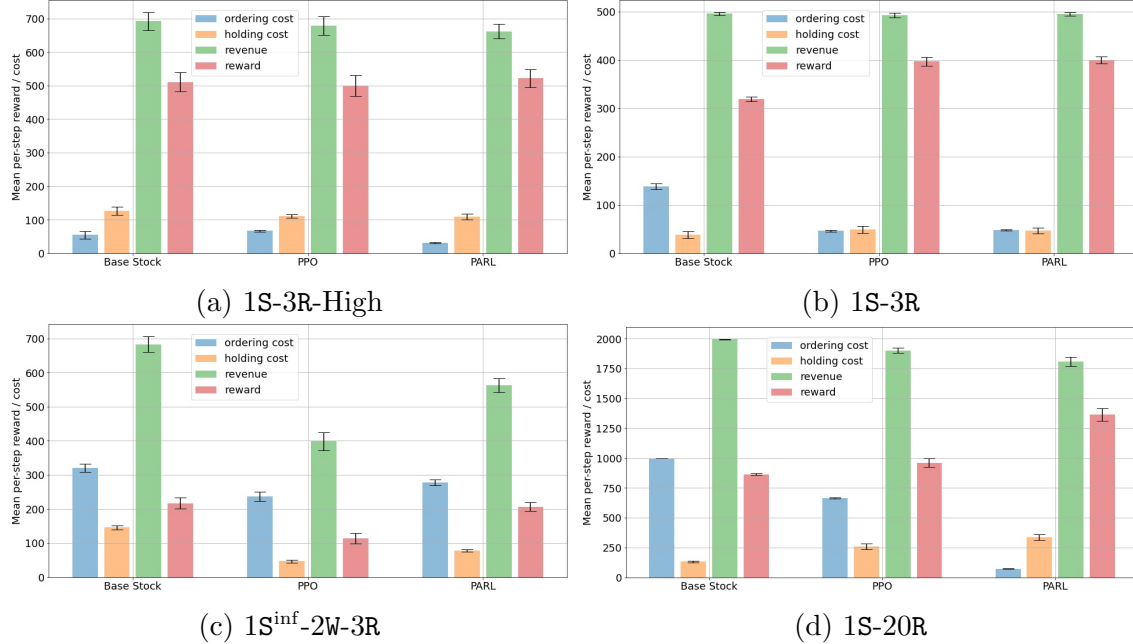 Mean per-step reward / cost
700
600
500
400
300
200
100
0
ordering cost
holding cost
revenue
reward
Base Stock
PPO
PARL
(a) 1S-3R-High
Mean per-step reward / cost
500
400
300
200
100
0
ordering cost
holding cost
revenue
reward
Base Stock
PPO
PARL
(b) 1S-3R
Mean per-step reward / cost
700
600
500
400
300
200
100
0
ordering cost
holding cost
revenue
reward
Base Stock
PPO
PARL
(c) 1S^inf-2W-3R
Mean per-step reward / cost
2000
1750
1500
1250
1000
750
500
250
0
ordering cost
holding cost
revenue
reward
Base Stock
PPO
PARL
(d) 1S-20R